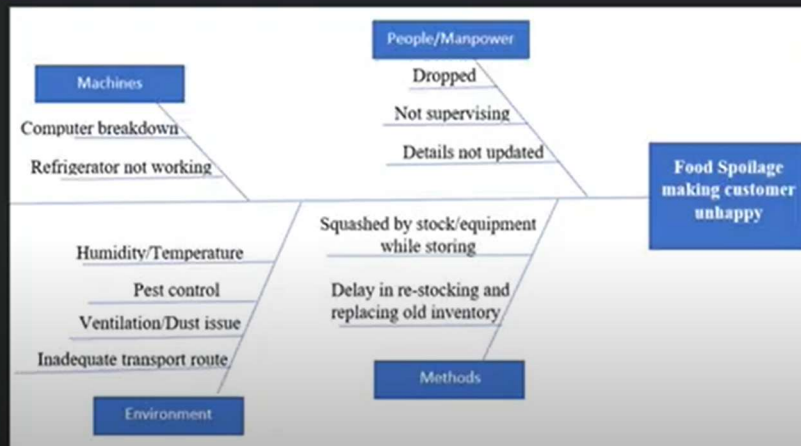 People/Manpower
Machines
Dropped
Computer breakdown
Not supervising
Refrigerator not working
Details not updated
Food Spoilage
making customer
unhappy
Squashed by stock/equipment
while storing
Humidity/Temperature
Pest control
Delay in re-stocking and
replacing old inventory
Ventilation/Dust issue
Inadequate transport route
Methods
Environment